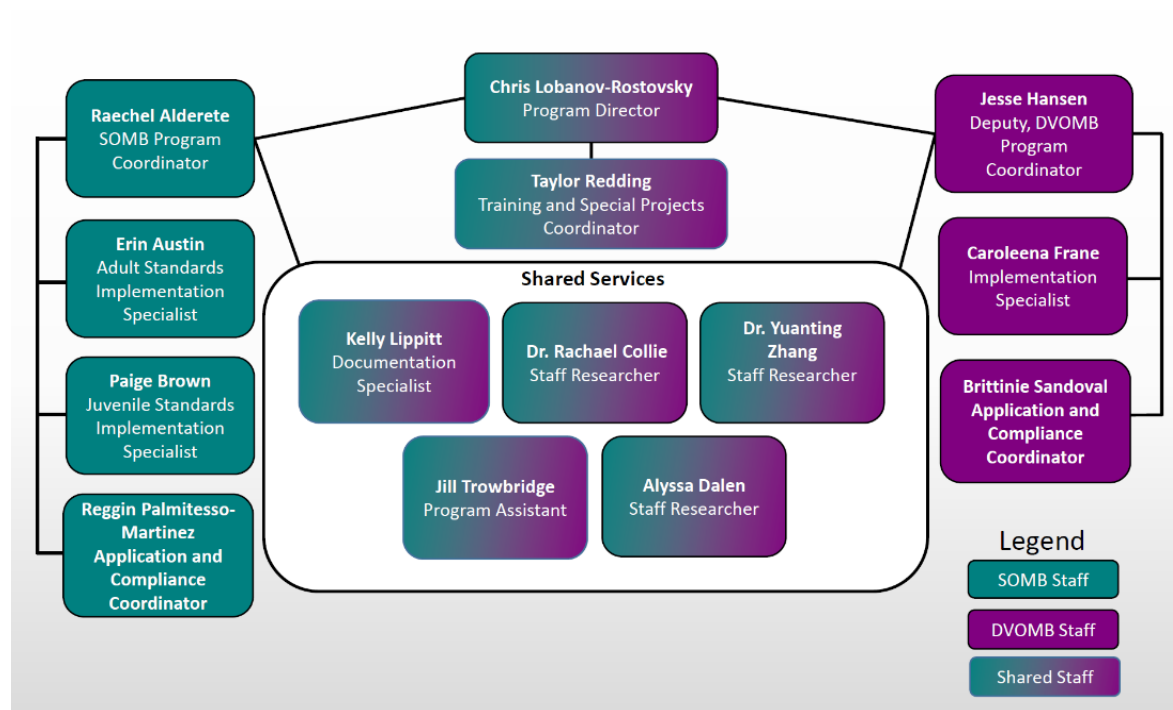 Chris Lobanov-Rostovsky
Program Director
Taylor Redding
Training and Special Projects
Coordinator
Raechel Alderete
SOMB Program
Coordinator
Erin Austin
Adult Standards
Implementation
Specialist
Paige Brown
Juvenile Standards
Implementation
Specialist
Reggin Palmitesso-
Martinez
Application and
Compliance
Coordinator
Shared Services
Kelly Lippitt
Documentation
Specialist
Dr. Rachael Collie
Staff Researcher
Dr. Yuanting
Zhang
Staff Researcher
Jill Trowbridge
Program Assistant
Alyssa Dalen
Staff Researcher
Jesse Hansen
Deputy, DVOMB
Program
Coordinator
Caroleena Frane
Implementation
Specialist
Brittinie Sandoval
Application and
Compliance
Coordinator
Legend
SOMB Staff
DVOMB Staff
Shared Staff